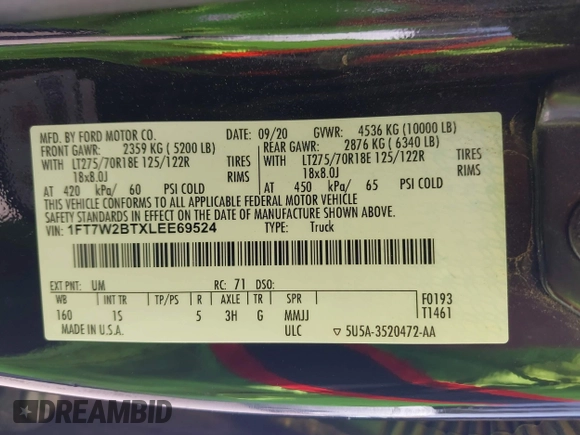 MFD. BY FORD MOTOR CO. DATE: 09/20 GVWR: 4536 KG (10000 LB)
FRONT GAWR: 2359 KG ( 5200 LB) REAR GAWR: 2876 KG ( 6340 LB)
WITH LT275/70R18E 125/122R TIRES WITH LT275/70R18E 125/122R TIRES
18x8.0J RIMS 18x8.0J RIMS
AT 420 kPa/ 60 PSI COLD AT 450 kPa/ 65 PSI COLD
THIS VEHICLE CONFORMS TO ALL APPLICABLE FEDERAL MOTOR VEHICLE
SAFETY AND THEFT PREVENTION STANDARDS IN EFFECT ON THE DATE OF MANUFACTURE SHOWN ABOVE.
VIN: 1FT7W2BTXLEE69524 TYPE: Truck
EXT PNT: UM RC: 71 DSO:
WB INT TR TP/PS R AXLE TR SPR F0193
160 1S 5 3H G MMJJ T1461
MADE IN U.S.A. ULC ▽ 5U5A-3520472-AA
DREAMBID